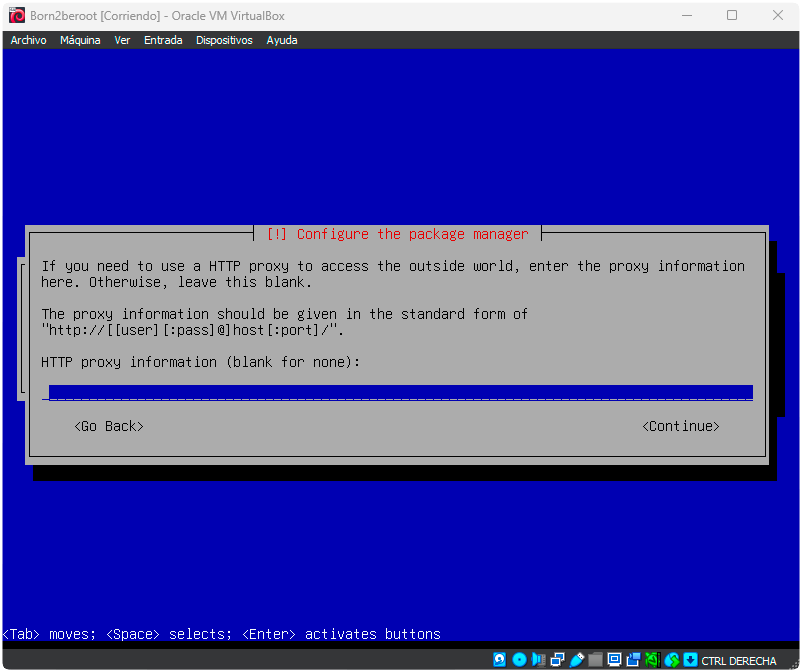 Born2beroot [Corriendo] - Oracle VM VirtualBox
Archivo Máquina Ver Entrada Dispositivos Ayuda
[!] Configure the package manager
If you need to use a HTTP proxy to access the outside world, enter the proxy information
here. Otherwise, leave this blank.
The proxy information should be given in the standard form of
"http://[[user][:pass]@]host[:port]/".
HTTP proxy information (blank for none):
<Go Back> <Continue>
<Tab> moves; <Space> selects; <Enter> activates buttons
CTRL DERECHA